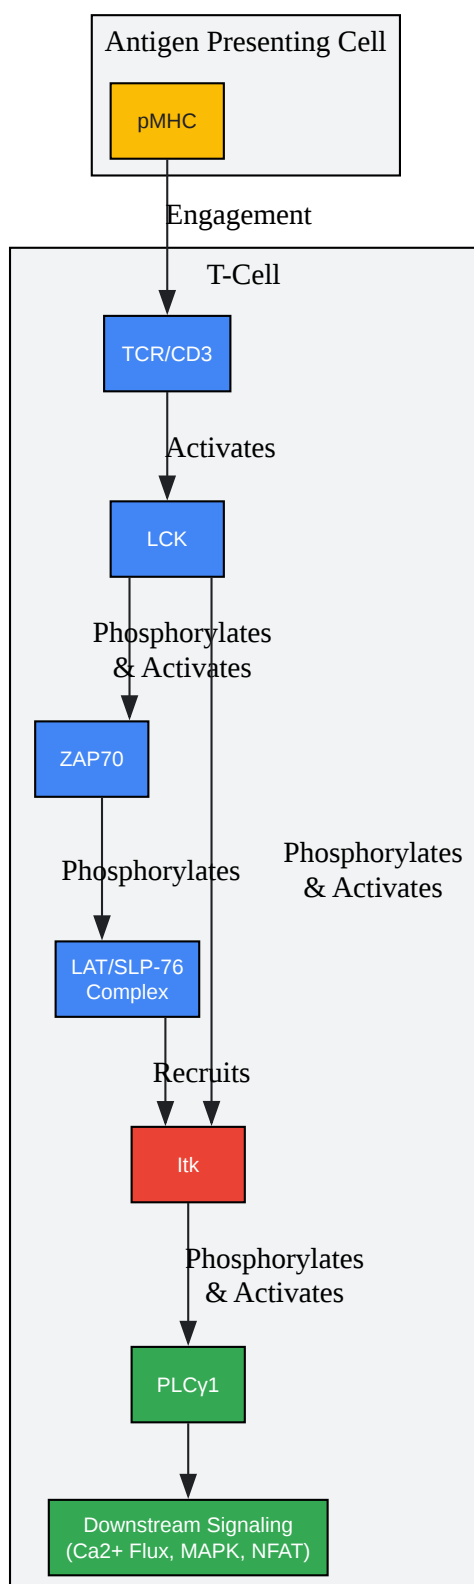 Antigen Presenting Cell
pMHC
Engagement
T-Cell
TCR/CD3
Activates
LCK
Phosphorylates
& Activates
ZAP70
Phosphorylates
& Activates
Phosphorylates
LAT/SLP-76
Complex
Recruits
Itk
Phosphorylates
& Activates
PLCγ1
Downstream Signaling
(Ca2+ Flux, MAPK, NFAT)